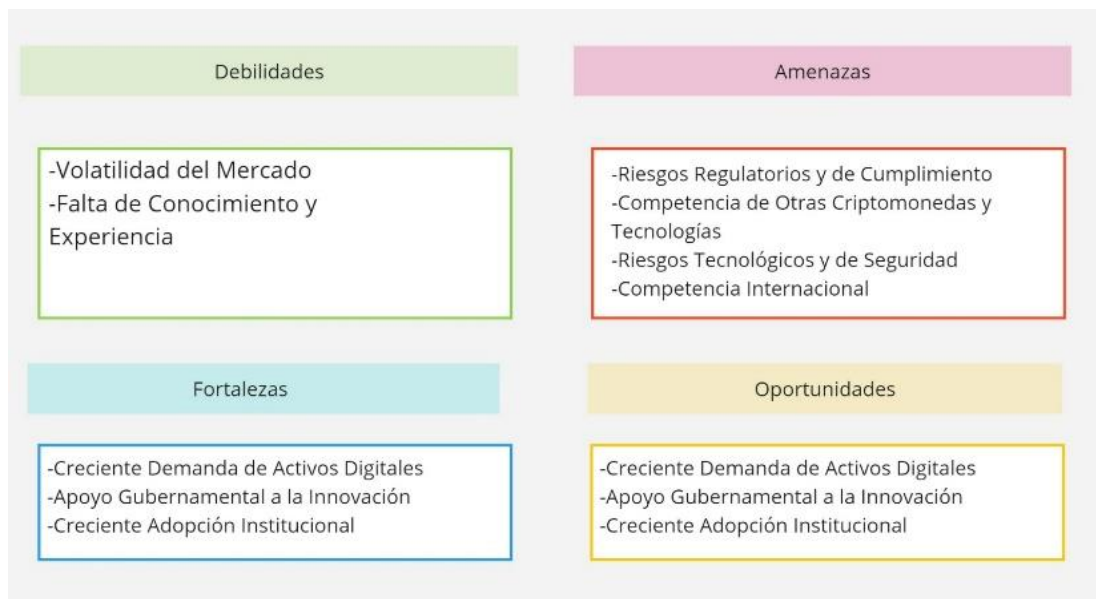 Debilidades
-Volatilidad del Mercado
-Falta de Conocimiento y
Experiencia
Amenazas
-Riesgos Regulatorios y de Cumplimiento
-Competencia de Otras Criptomonedas y
Tecnologías
-Riesgos Tecnológicos y de Seguridad
-Competencia Internacional
Fortalezas
-Creciente Demanda de Activos Digitales
-Apoyo Gubernamental a la Innovación
-Creciente Adopción Institucional
Oportunidades
-Creciente Demanda de Activos Digitales
-Apoyo Gubernamental a la Innovación
-Creciente Adopción Institucional